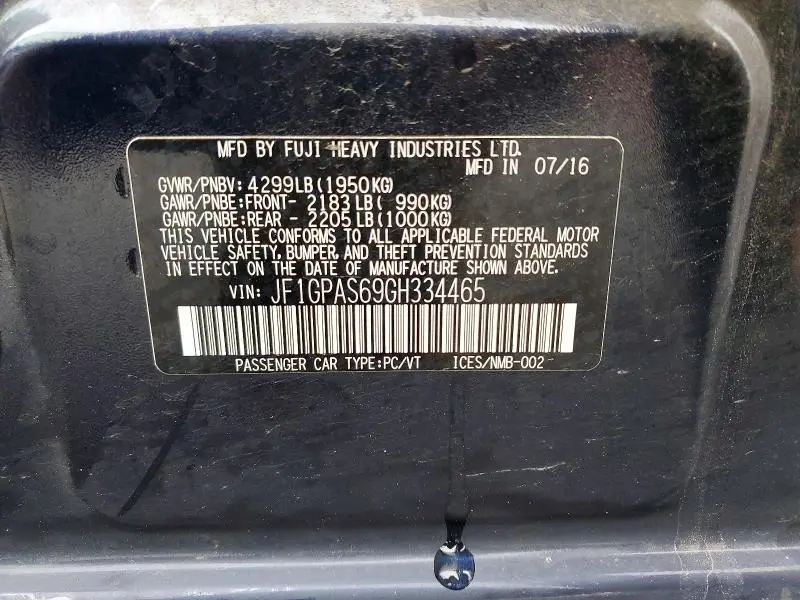 MFD BY FUJI HEAVY INDUSTRIES LTD.
MFD IN 07/16
GVWR/PNBV: 4299LB(1950KG)
GAWR/PNBE:FRONT- 2183LB( 990KG)
GAWR/PNBE:REAR - 2205LB(1000KG)
THIS VEHICLE CONFORMS TO ALL APPLICABLE FEDERAL MOTOR
VEHICLE SAFETY, BUMPER, AND THEFT PREVENTION STANDARDS
IN EFFECT ON THE DATE OF MANUFACTURE SHOWN ABOVE.
VIN: JF1GPAS69GH334465
PASSENGER CAR TYPE:PC/VT ICES/NMB-002